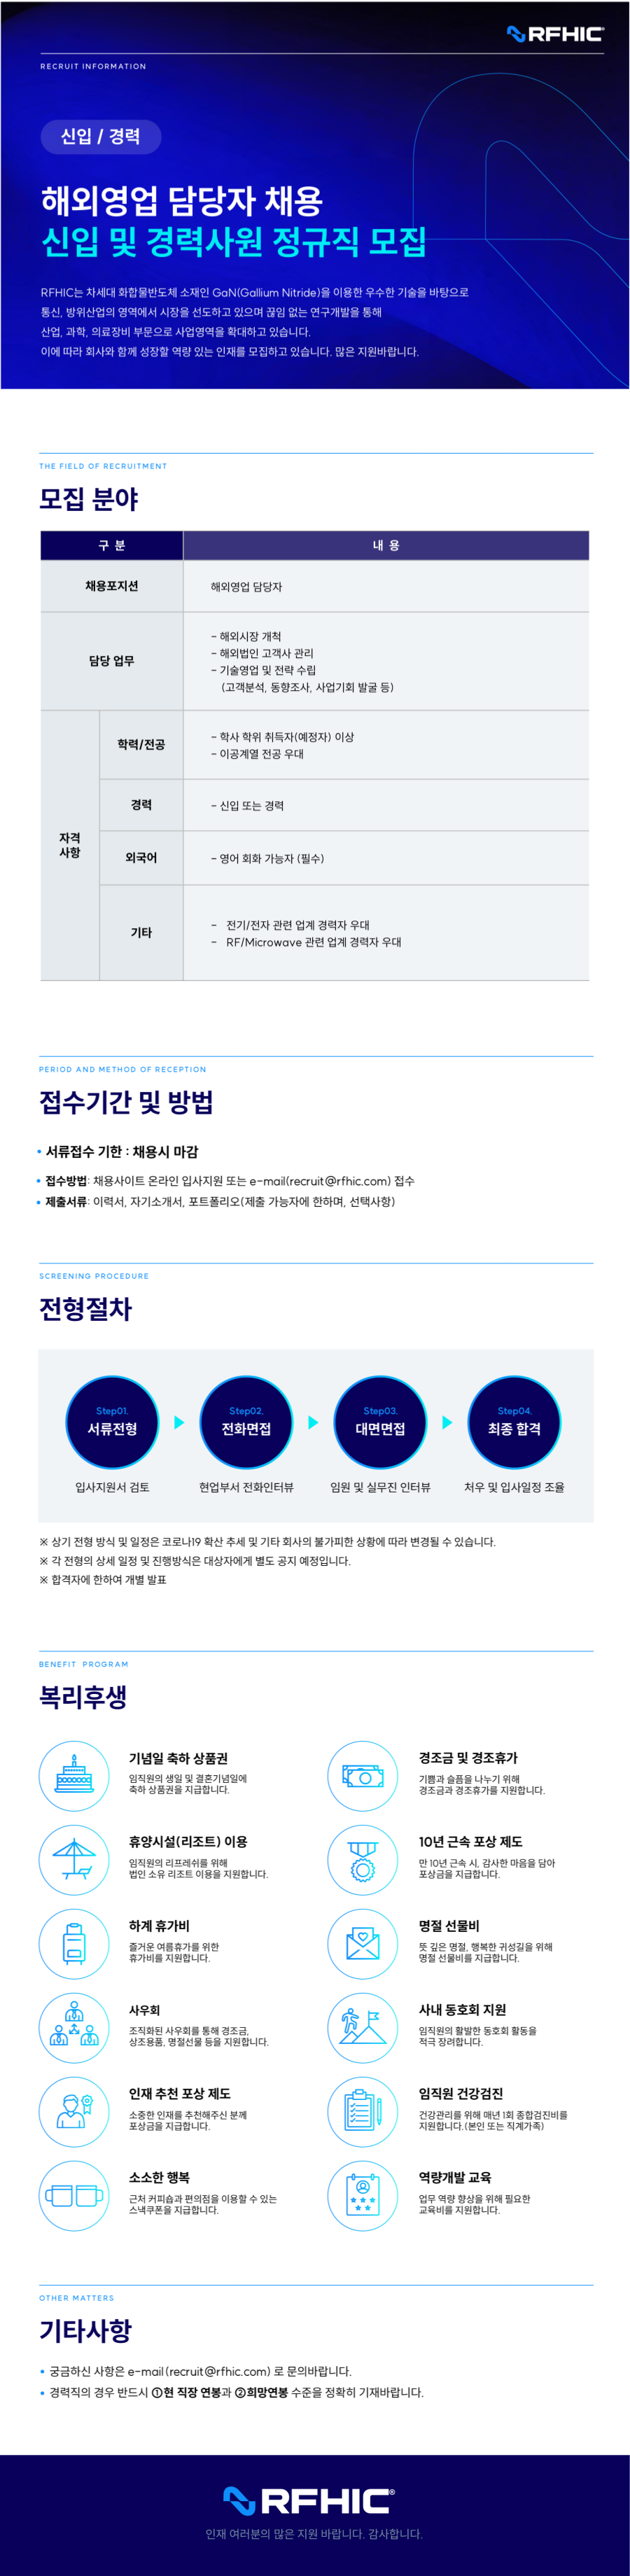 RFHIC
RECRUIT INFORMATION
신입 / 경력
해외영업 담당자 채용
신입 및 경력사원 정규직 모집
RFHIC는 차세대 화합물반도체 소재인 GaN(Gallium Nitride)을 이용한 우수한 기술을 바탕으로
통신, 방위산업의 영역에서 시장을 선도하고 있으며 끊임 없는 연구개발을 통해
산업, 과학, 의료장비 부문으로 사업영역을 확대하고 있습니다.
이에 따라 회사와 함께 성장할 역량 있는 인재를 모집하고 있습니다. 많은 지원바랍니다.
THE FIELD OF RECRUITMENT
모집 분야
구 분 내 용
채용포지션 해외영업 담당자
담당 업무
- 해외시장 개척
- 해외법인 고객사 관리
- 기술영업 및 전략 수립
(고객분석, 동향조사, 사업기회 발굴 등)
자격
사항
학력/전공
- 학사 학위 취득자(예정자) 이상
- 이공계열 전공 우대
경력 - 신입 또는 경력
외국어 - 영어 회화 가능자 (필수)
기타
- 전기/전자 관련 업계 경력자 우대
- RF/Microwave 관련 업계 경력자 우대
PERIOD AND METHOD OF RECEPTION
접수기간 및 방법
• 서류접수 기한 : 채용시 마감
• 접수방법: 채용사이트 온라인 입사지원 또는 e-mail(recruit@rfhic.com) 접수
• 제출서류: 이력서, 자기소개서, 포트폴리오(제출 가능자에 한하며, 선택사항)
SCREENING PROCEDURE
전형절차
Step01.
서류전형
입사지원서 검토
Step02.
전화면접
현업부서 전화인터뷰
Step03.
대면면접
임원 및 실무진 인터뷰
Step04.
최종 합격
처우 및 입사일정 조율
※ 상기 전형 방식 및 일정은 코로나19 확산 추세 및 기타 회사의 불가피한 상황에 따라 변경될 수 있습니다.
※ 각 전형의 상세 일정 및 진행방식은 대상자에게 별도 공지 예정입니다.
※ 합격자에 한하여 개별 발표
BENEFIT PROGRAM
복리후생
기념일 축하 상품권
임직원의 생일 및 결혼기념일에
축하 상품권을 지급합니다.
경조금 및 경조휴가
기쁨과 슬픔을 나누기 위해
경조금과 경조휴가를 지원합니다.
휴양시설(리조트) 이용
임직원의 리프레쉬를 위해
법인 소유 리조트 이용을 지원합니다.
10년 근속 포상 제도
만 10년 근속 시, 감사한 마음을 담아
포상금을 지급합니다.
하계 휴가비
즐거운 여름휴가를 위한
휴가비를 지원합니다.
명절 선물비
뜻 깊은 명절, 행복한 귀성길을 위해
명절 선물비를 지급합니다.
사우회
조직화된 사우회를 통해 경조금,
상조용품, 명절선물 등을 지원합니다.
사내 동호회 지원
임직원의 활발한 동호회 활동을
적극 장려합니다.
인재 추천 포상 제도
소중한 인재를 추천해주신 분께
포상금을 지급합니다.
임직원 건강검진
건강관리를 위해 매년 1회 종합검진비를
지원합니다.(본인 또는 직계가족)
소소한 행복
근처 커피숍과 편의점을 이용할 수 있는
스낵쿠폰을 지급합니다.
역량개발 교육
업무 역량 향상을 위해 필요한
교육비를 지원합니다.
OTHER MATTERS
기타사항
• 궁금하신 사항은 e-mail (recruit@rfhic.com) 로 문의바랍니다.
• 경력직의 경우 반드시 ①현 직장 연봉과 ②희망연봉 수준을 정확히 기재바랍니다.
RFHIC®
인재 여러분의 많은 지원 바랍니다. 감사합니다.